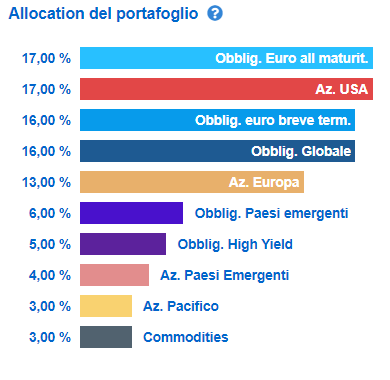 Allocation del portafoglio ?
17,00 % Obblig. Euro all maturit.
17,00 % Az. USA
16,00 % Obblig. euro breve term.
16,00 % Obblig. Globale
13,00 % Az. Europa
6,00 % Obblig. Paesi emergenti
5,00 % Obblig. High Yield
4,00 % Az. Paesi Emergenti
3,00 % Az. Pacifico
3,00 % Commodities